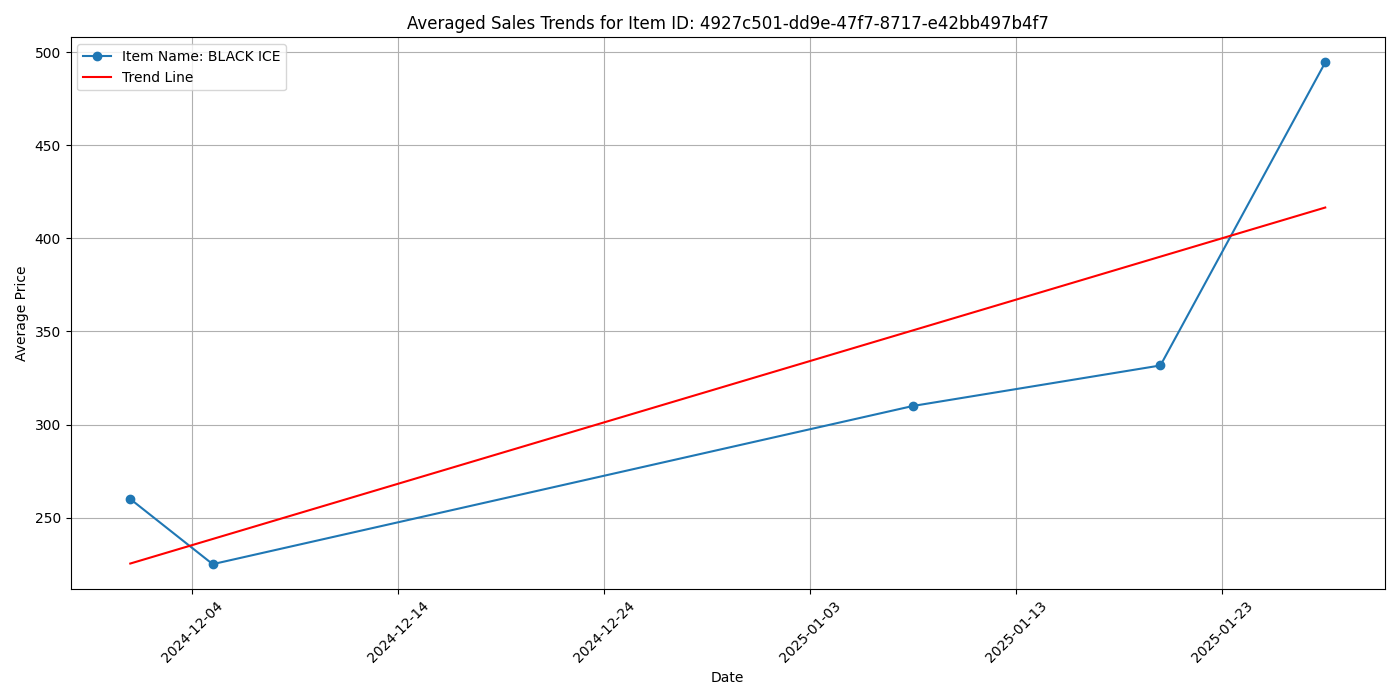 Averaged Sales Trends for Item ID: 4927c501-dd9e-47f7-8717-e42bb497b4f7
Item Name: BLACK ICE
Trend Line
500
450
400
350
300
250
Average Price
2024-12-04
2024-12-14
2024-12-24
2025-01-03
2025-01-13
2025-01-23
Date